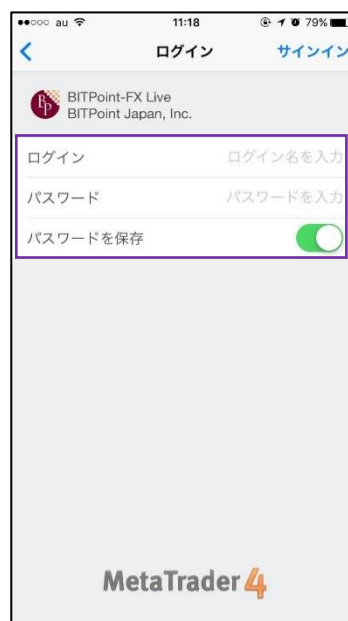 au 11:18 79%
ログイン サインイン
BITPoint-FX Live
BITPoint Japan, Inc.
ログイン ログイン名を入力
パスワード パスワードを入力
パスワードを保存
MetaTrader 4